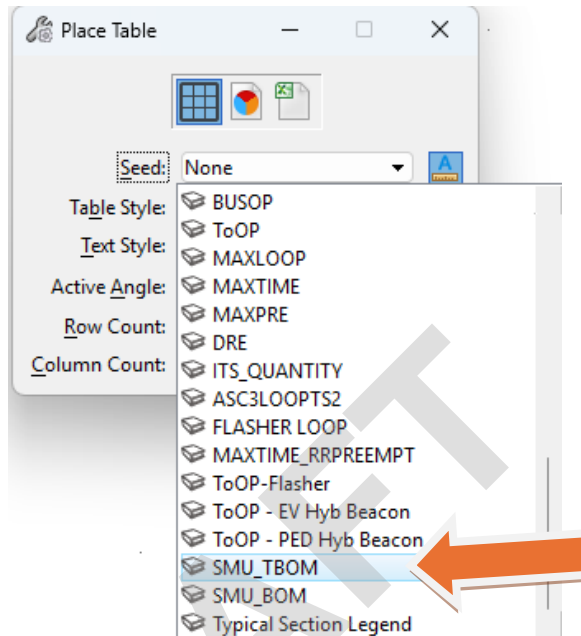 Place Table
Seed: None
Table Style:
Text Style:
Active Angle:
Row Count:
Column Count:
BUSOP
ToOP
MAXLOOP
MAXTIME
MAXPRE
DRE
ITS_QUANTITY
ASC3LOOPTS2
FLASHER LOOP
MAXTIME_RRPREEMPT
ToOP-Flasher
ToOP - EV Hyb Beacon
ToOP - PED Hyb Beacon
SMU_TBOM
SMU_BOM
Typical Section Legend
AFT